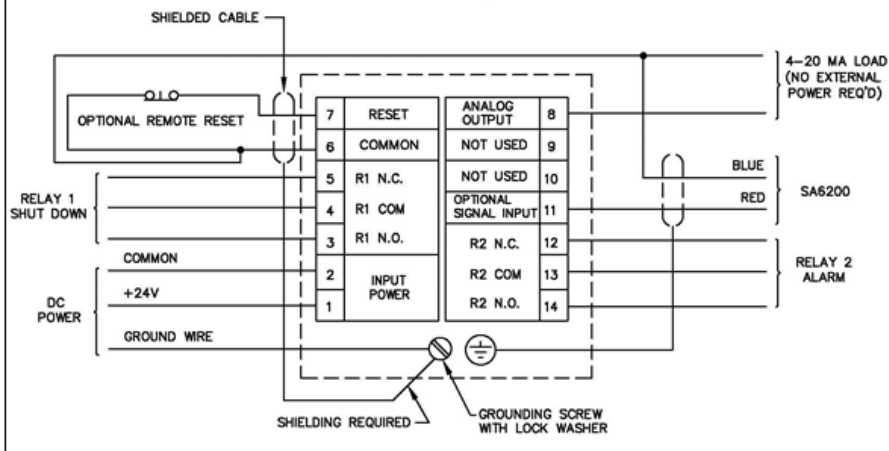 SHIELDED CABLE
4–20 MA LOAD
(NO EXTERNAL
POWER REQ'D)
OPTIONAL REMOTE RESET
7 RESET
6 COMMON
5 R1 N.C.
4 R1 COM
3 R1 N.O.
2
INPUT
POWER
1
ANALOG
OUTPUT 8
NOT USED 9
NOT USED 10
OPTIONAL
SIGNAL INPUT 11
R2 N.C. 12
R2 COM 13
R2 N.O. 14
RELAY 1
SHUT DOWN
COMMON
+24V
DC
POWER
GROUND WIRE
BLUE
RED
SA6200
RELAY 2
ALARM
SHIELDING REQUIRED
GROUNDING SCREW
WITH LOCK WASHER